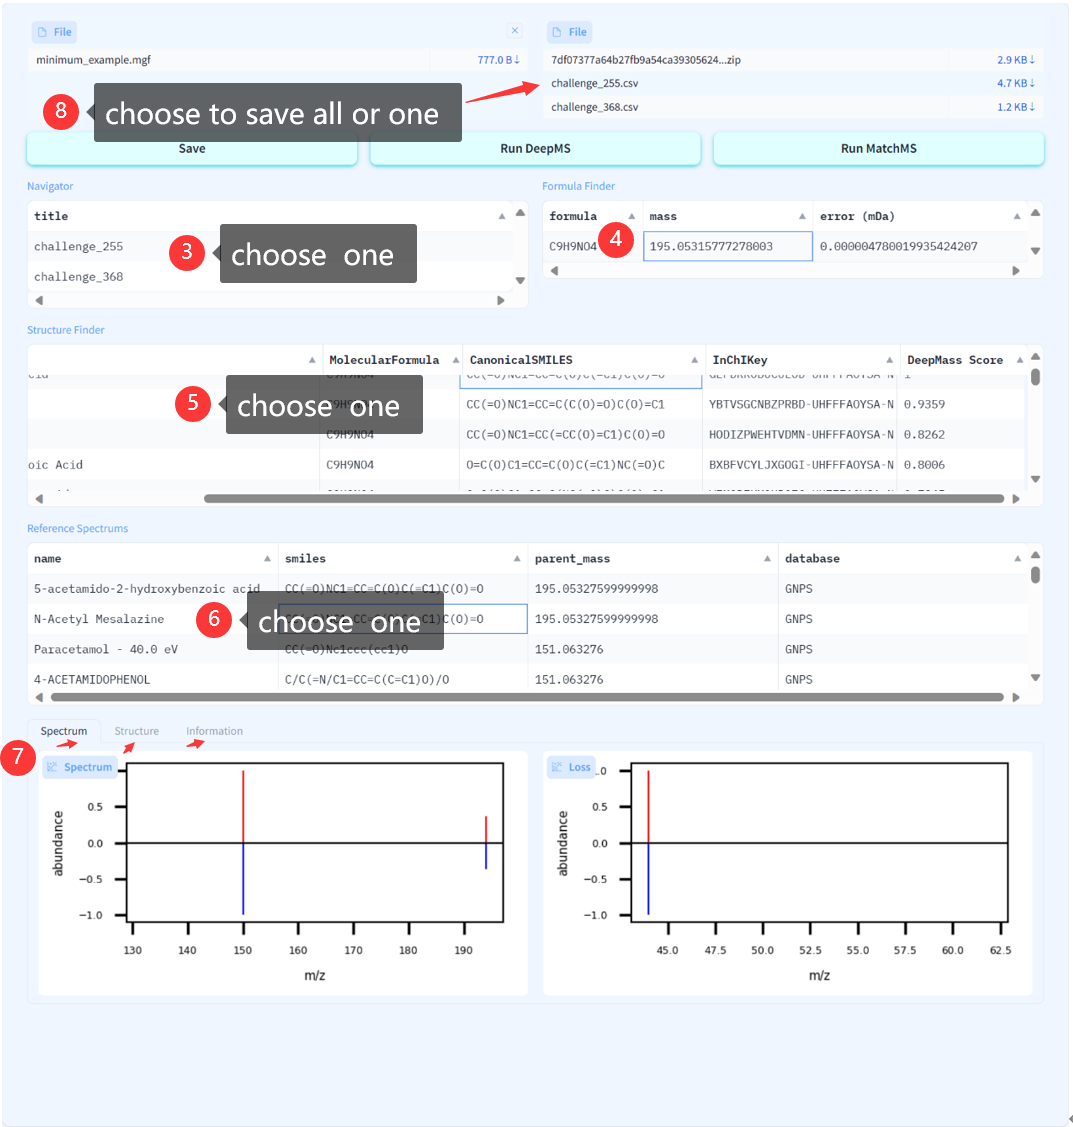 File
File
minimum_example.mgf 777.0 B↓
7df07377a64b27fb9a54ca39305624...zip 2.9 KB↓
challenge_255.csv 4.7 KB↓
challenge_368.csv 1.2 KB↓
8 choose to save all or one
Save Run DeepMS Run MatchMS
Navigator
title
challenge_255
challenge_368
3 choose one
Formula Finder
formula mass error (mDa)
C9H9NO4 195.05315777278003 0.000004780019935424207
4
Structure Finder
MolecularFormula CanonicalSMILES InChIKey DeepMass Score
5 choose one
C9H9NO4 CC(=O)NC1=CC=C(C(O)=O)C(O)=C1 YBTVSGCNBZPRBD-UHFFFAOYSA-N 0.9359
C9H9NO4 CC(=O)NC1=CC(=CC(O)=C1)C(O)=O HODIZPWEHTVDMN-UHFFFAOYSA-N 0.8262
oic Acid C9H9NO4 O=C(O)C1=CC=C(O)C(=C1)NC(=O)C BXBFVCYLJXGOGI-UHFFFAOYSA-N 0.8006
Reference Spectrums
name smiles parent_mass database
5-acetamido-2-hydroxybenzoic acid CC(=O)NC1=CC=C(O)C(=C1)C(O)=O 195.05327599999998 GNPS
N-Acetyl Mesalazine 195.05327599999998 GNPS
6 choose one
Paracetamol - 40.0 eV CC(=O)Nc1ccc(cc1)O 151.063276 GNPS
4-ACETAMIDOPHENOL C/C(=N/C1=CC=C(C=C1)O)/O 151.063276 GNPS
Spectrum Structure Information
7
Spectrum
abundance
0.5
0.0
−0.5
−1.0
130 140 150 160 170 180 190
m/z
Loss
.0
abundance
0.5
0.0
−0.5
−1.0
45.0 47.5 50.0 52.5 55.0 57.5 60.0 62.5
m/z